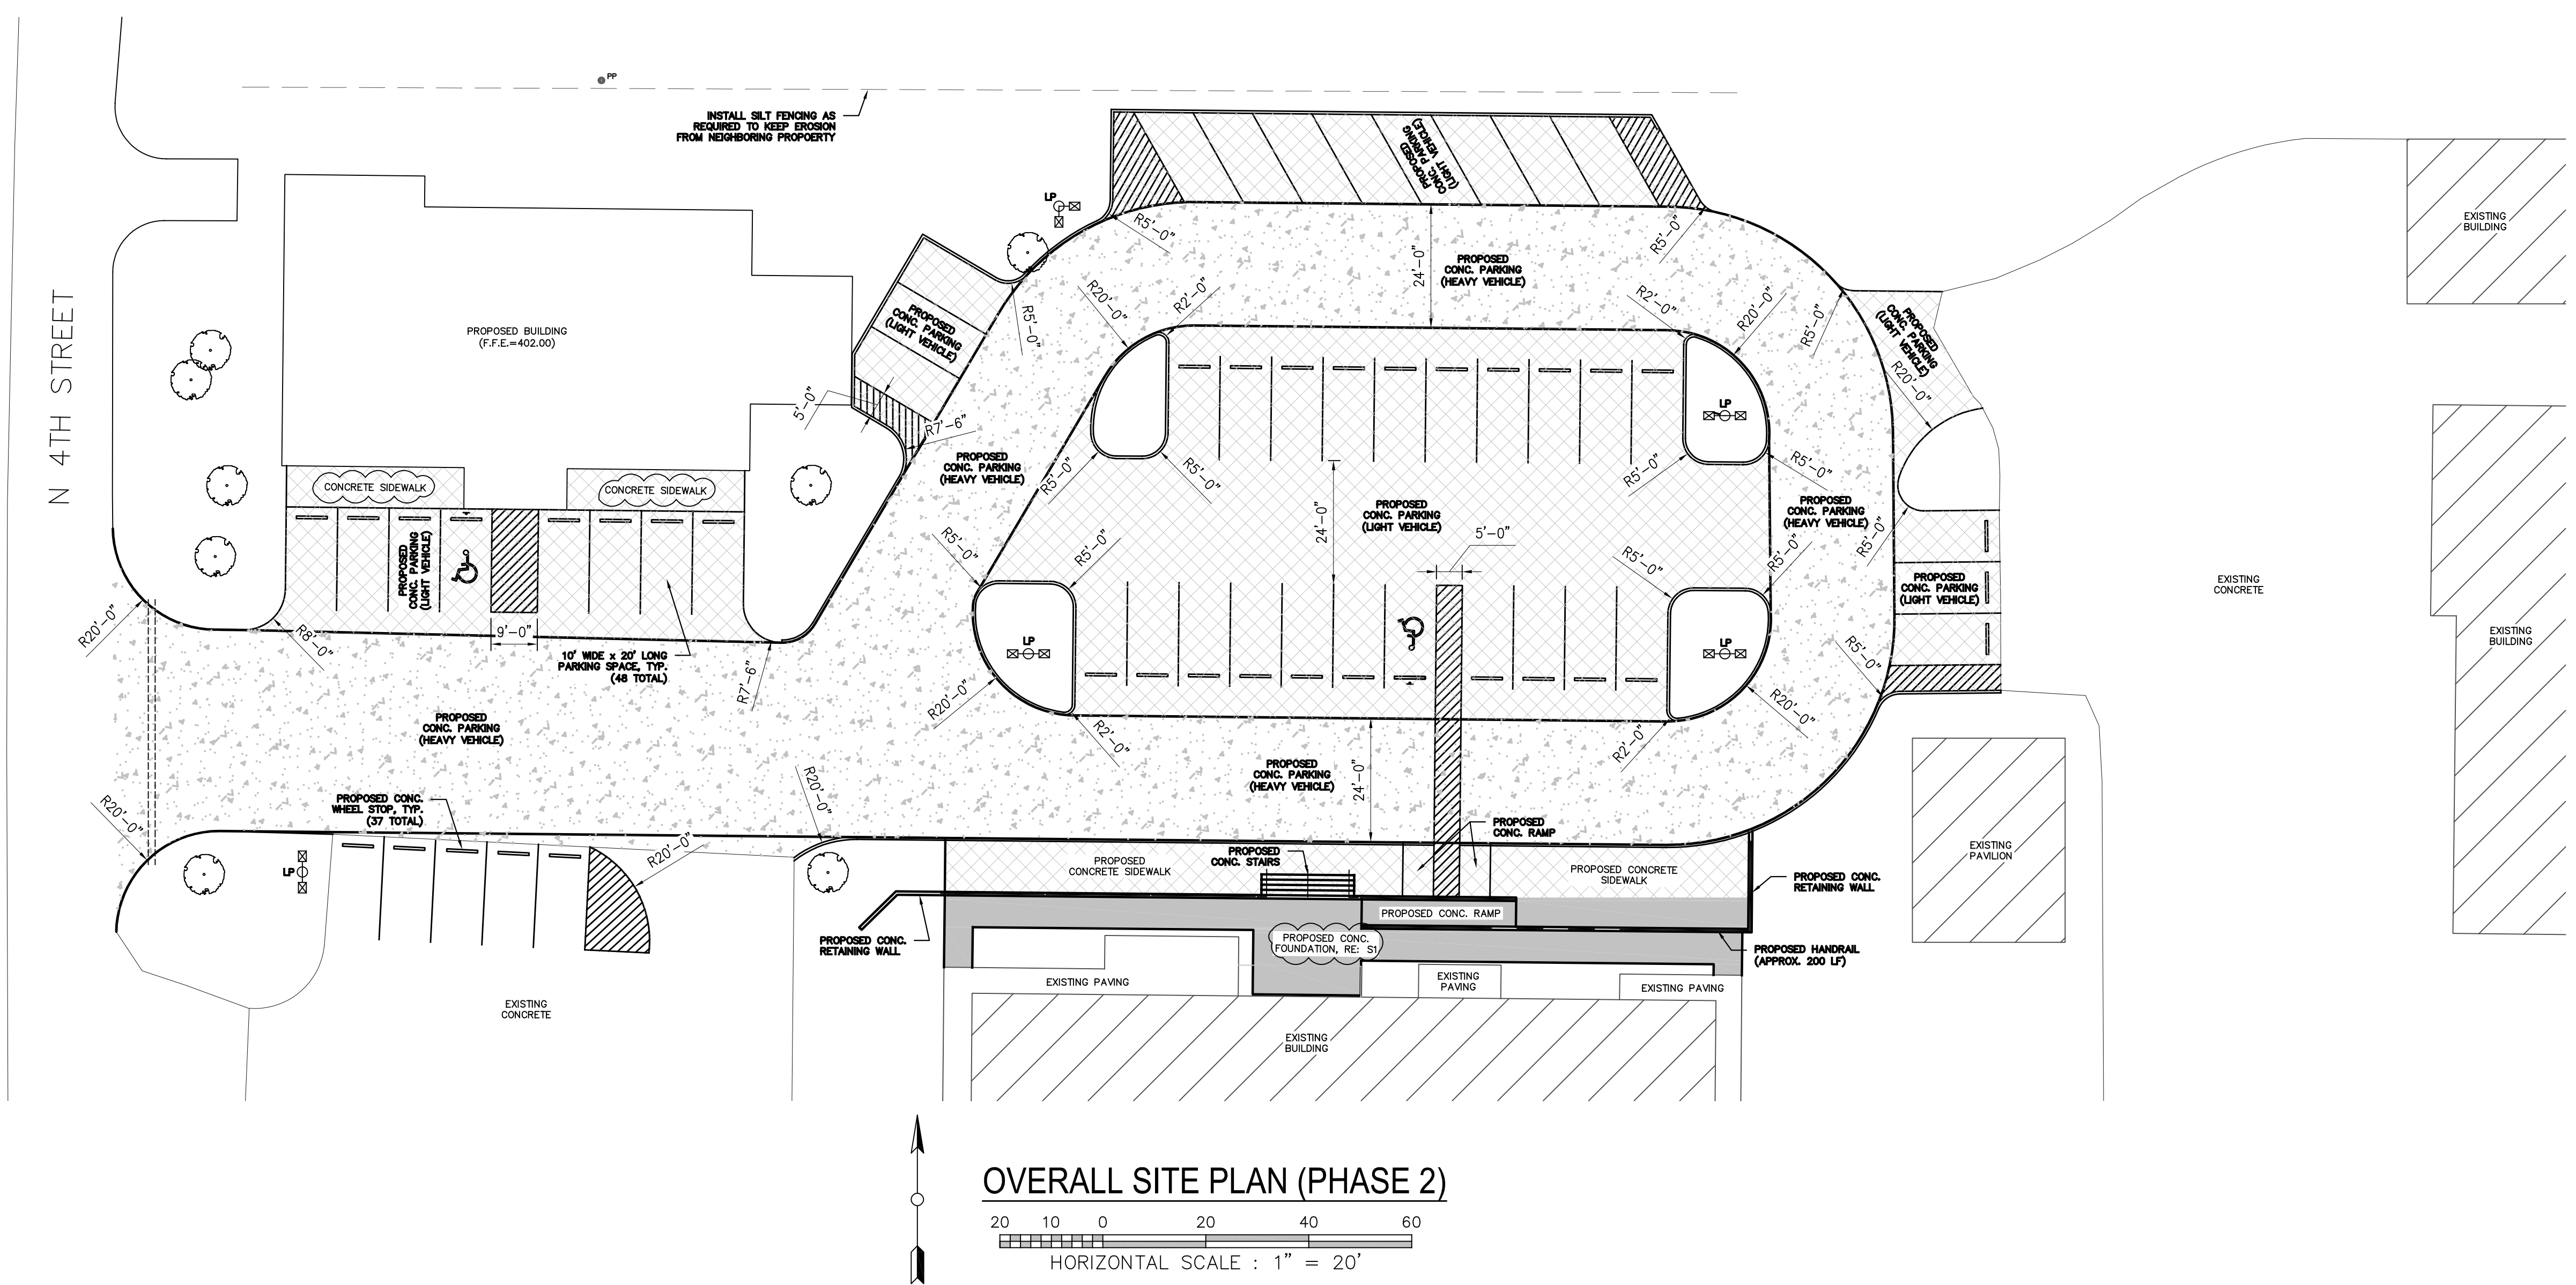 PP
INSTALL SILT FENCING AS
REQUIRED TO KEEP EROSION
FROM NEIGHBORING PROPOERTY
PROPOSED
CONC. PARKING
(LIGHT VEHICLE)
LP
R5'-0"
24'-0"
R5'-0"
PROPOSED
CONC. PARKING
(HEAVY VEHICLE)
EXISTING
BUILDING
N 4TH STREET
PROPOSED BUILDING
(F.F.E.=402.00)
PROPOSED
CONC. PARKING
(LIGHT VEHICLE)
R5'-0"
R20'-0"
R2'-0"
R2'-0"
R20'-0"
R5'-0"
PROPOSED
CONC. PARKING
(LIGHT VEHICLE)
R20'-0"
5'-0"
R7'-6"
LP
PROPOSED
CONC. PARKING
(HEAVY VEHICLE)
R5'-0"
R5'-0"
R5'-0"
R5'-0"
CONCRETE SIDEWALK
CONCRETE SIDEWALK
PROPOSED
CONC. PARKING
(LIGHT VEHICLE)
24'-0"
PROPOSED
CONC. PARKING
(LIGHT VEHICLE)
5'-0"
PROPOSED
CONC. PARKING
(HEAVY VEHICLE)
R5'-0"
R5'-0"
R5'-0"
R5'-0"
R5'-0"
PROPOSED
CONC. PARKING
(LIGHT VEHICLE)
EXISTING
CONCRETE
EXISTING
BUILDING
R20'-0"
R8'-0"
9'-0"
10' WIDE x 20' LONG
PARKING SPACE, TYP.
(48 TOTAL)
R7'-6"
LP
LP
R5'-0"
R20'-0"
R2'-0"
R2'-0"
R20'-0"
PROPOSED
CONC. PARKING
(HEAVY VEHICLE)
PROPOSED
CONC. PARKING
(HEAVY VEHICLE)
24'-0"
R20'-0"
PROPOSED CONC.
WHEEL STOP, TYP.
(37 TOTAL)
R20'-0"
R20'-0"
LP
PROPOSED
CONC. RAMP
PROPOSED
CONC. STAIRS
PROPOSED
CONCRETE SIDEWALK
PROPOSED CONCRETE
SIDEWALK
EXISTING
PAVILION
PROPOSED CONC.
RETAINING WALL
PROPOSED CONC. RAMP
PROPOSED CONC.
RETAINING WALL
PROPOSED CONC.
FOUNDATION, RE: S1
PROPOSED HANDRAIL
(APPROX. 200 LF)
EXISTING PAVING
EXISTING
PAVING
EXISTING PAVING
EXISTING
CONCRETE
EXISTING
BUILDING
OVERALL SITE PLAN (PHASE 2)
20 10 0 20 40 60
HORIZONTAL SCALE : 1" = 20'